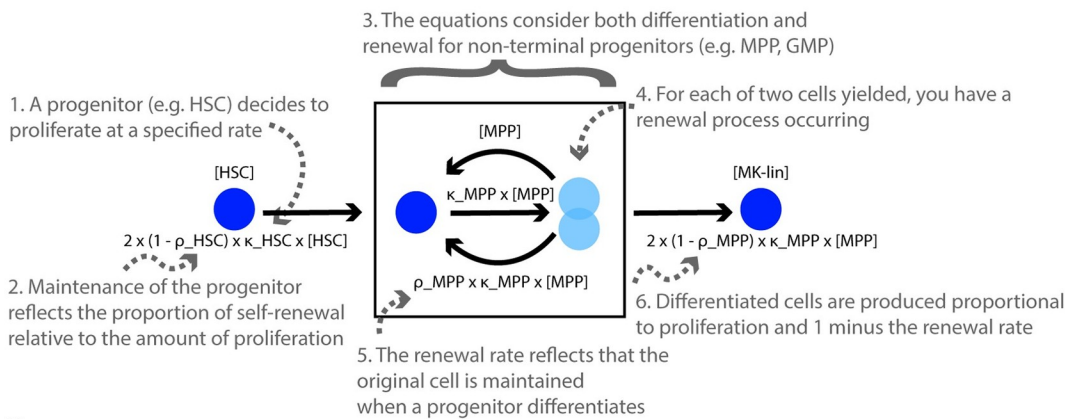 3. The equations consider both differentiation and
renewal for non-terminal progenitors (e.g. MPP, GMP)
1. A progenitor (e.g. HSC) decides to
proliferate at a specified rate
4. For each of two cells yielded, you have a
renewal process occurring
[MPP]
[HSC]
[MK-lin]
κ_MPP x [MPP]
2 x (1 - ρ_HSC) x κ_HSC x [HSC]
2 x (1 - ρ_MPP) x κ_MPP x [MPP]
ρ_MPP x κ_MPP x [MPP]
2. Maintenance of the progenitor
reflects the proportion of self-renewal
relative to the amount of proliferation
6. Differentiated cells are produced proportional
to proliferation and 1 minus the renewal rate
5. The renewal rate reflects that the
original cell is maintained
when a progenitor differentiates